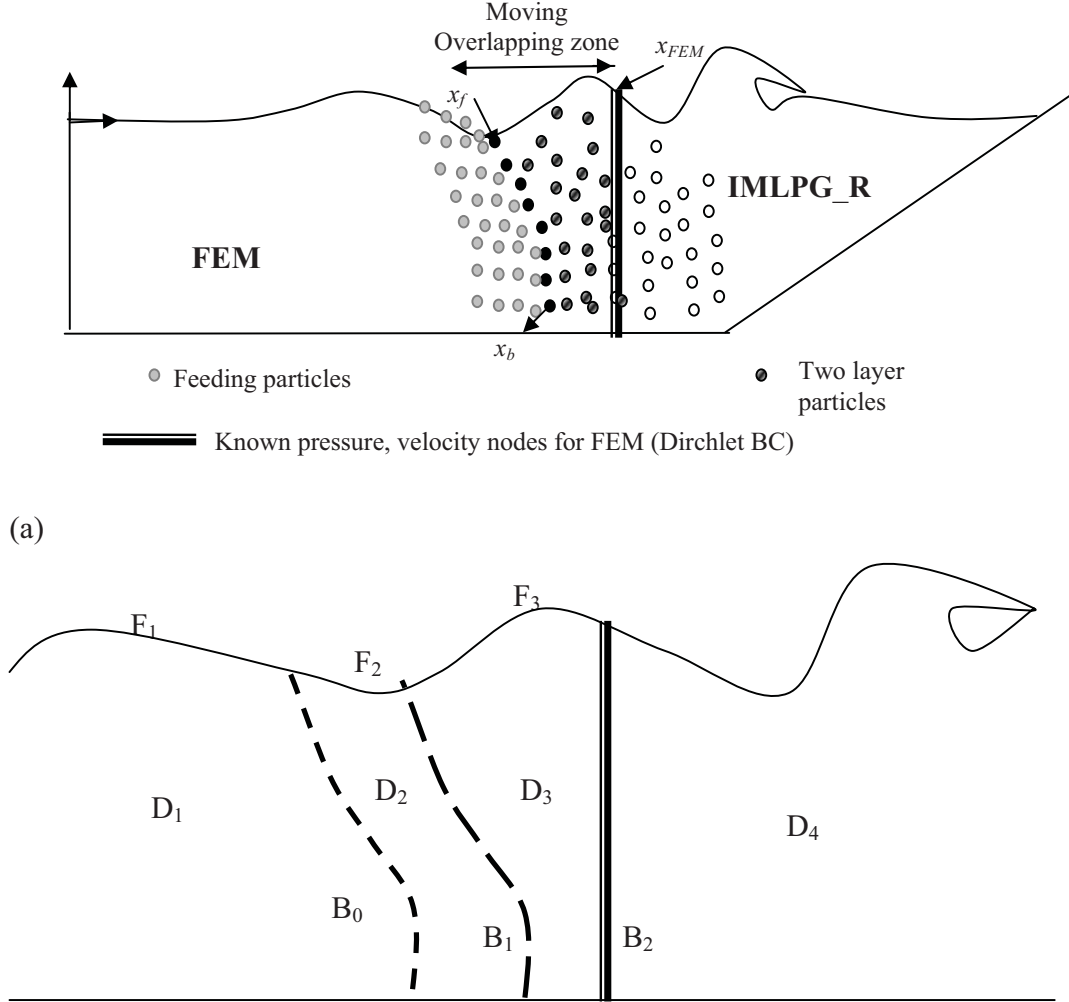 Moving
Overlapping zone
x_FEM
x_f
IMLPG_R
FEM
x_b
Feeding particles
Two layer
particles
Known pressure, velocity nodes for FEM (Dirchlet BC)
(a)
F3
F1
F2
D1
D2
D3
D4
B0
B1
B2